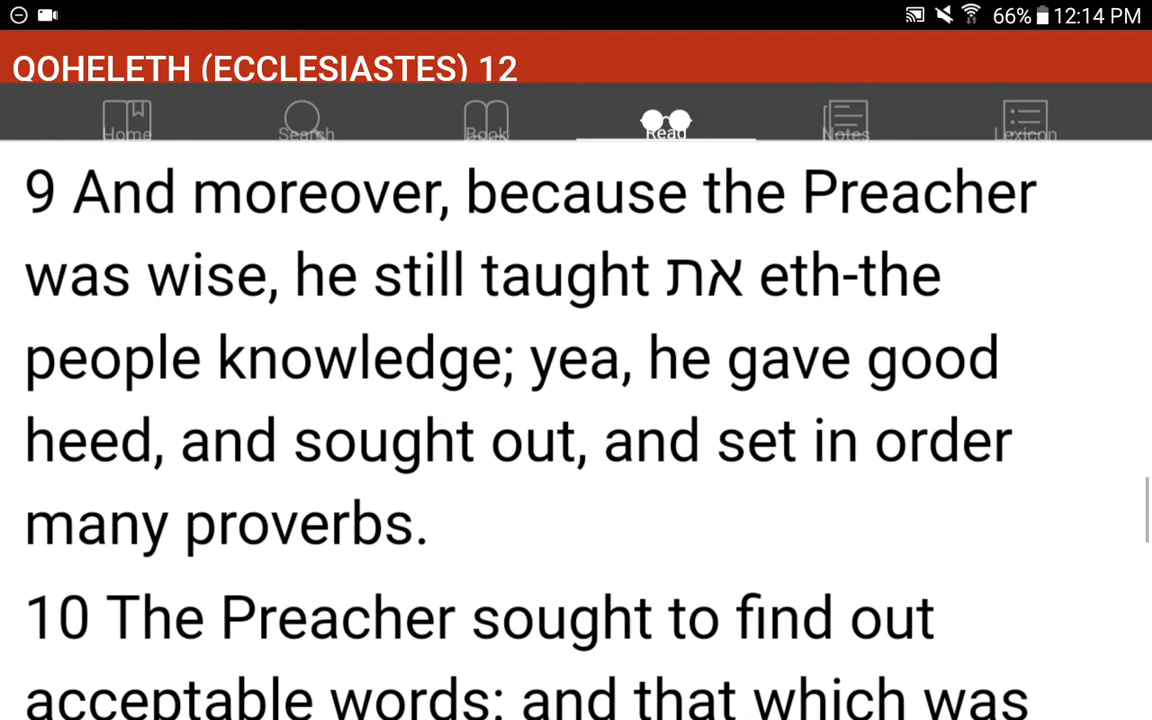 66% 12:14 PM
QOHELETH (ECCLESIASTES) 12
Home Search Book Read Notes Lexicon
9 And moreover, because the Preacher
was wise, he still taught את eth-the
people knowledge; yea, he gave good
heed, and sought out, and set in order
many proverbs.
10 The Preacher sought to find out
acceptable words: and that which was